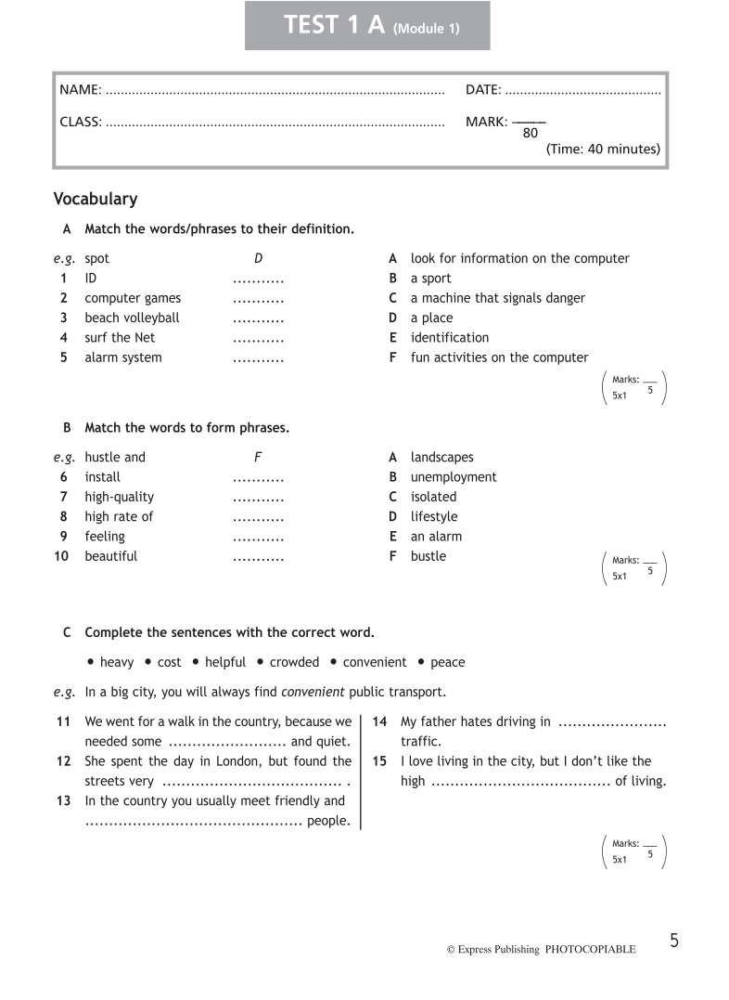 TEST 1 A (Module 1)
NAME: ........................................................................................... DATE: ..........................................
CLASS: ........................................................................................... MARK: _____
80
(Time: 40 minutes)
Vocabulary
A Match the words/phrases to their definition.
e.g. spot D A look for information on the computer
1 ID ........... B a sport
2 computer games ........... C a machine that signals danger
3 beach volleyball ........... D a place
4 surf the Net ........... E identification
5 alarm system ........... F fun activities on the computer
Marks: __
5x1 5
B Match the words to form phrases.
e.g. hustle and F A landscapes
6 install ........... B unemployment
7 high-quality ........... C isolated
8 high rate of ........... D lifestyle
9 feeling ........... E an alarm
10 beautiful ........... F bustle
Marks: __
5x1 5
C Complete the sentences with the correct word.
• heavy • cost • helpful • crowded • convenient • peace
e.g. In a big city, you will always find convenient public transport.
11 We went for a walk in the country, because we
needed some ......................... and quiet.
12 She spent the day in London, but found the
streets very ...................................... .
13 In the country you usually meet friendly and
.............................................. people.
14 My father hates driving in .......................
traffic.
15 I love living in the city, but I don't like the
high ...................................... of living.
Marks: __
5x1 5
© Express Publishing PHOTOCOPIABLE
5